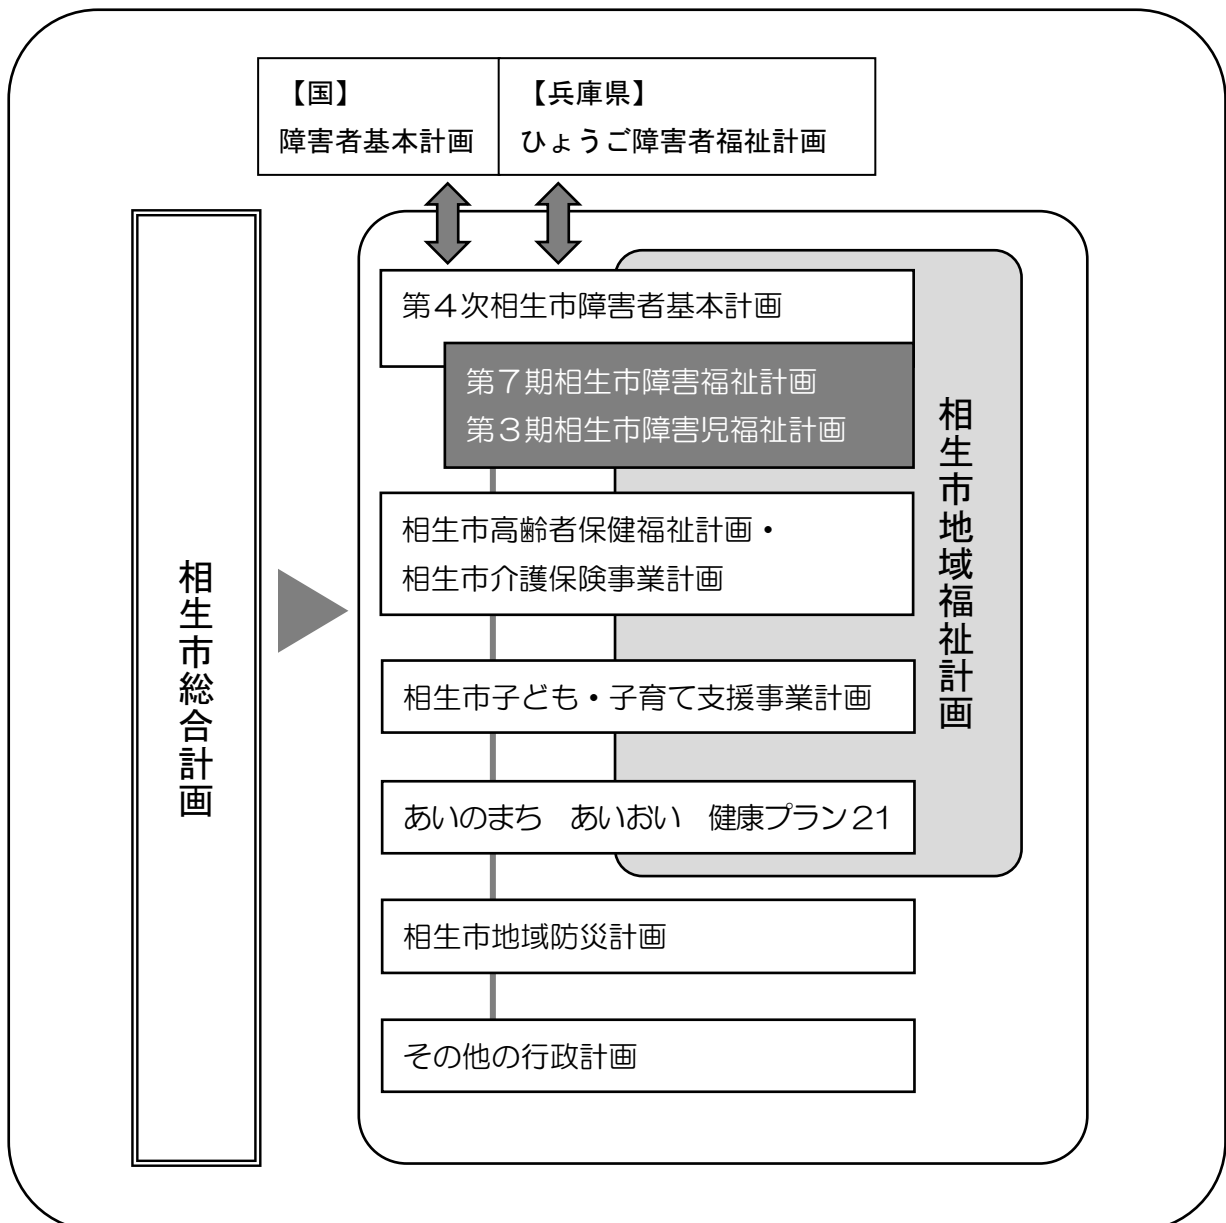 【国】
障害者基本計画
【兵庫県】
ひょうご障害者福祉計画
相生市総合計画
第４次相生市障害者基本計画
第７期相生市障害福祉計画
第３期相生市障害児福祉計画
相生市高齢者保健福祉計画・
相生市介護保険事業計画
相生市子ども・子育て支援事業計画
あいのまち　あいおい　健康プラン21
相生市地域防災計画
その他の行政計画
相生市地域福祉計画